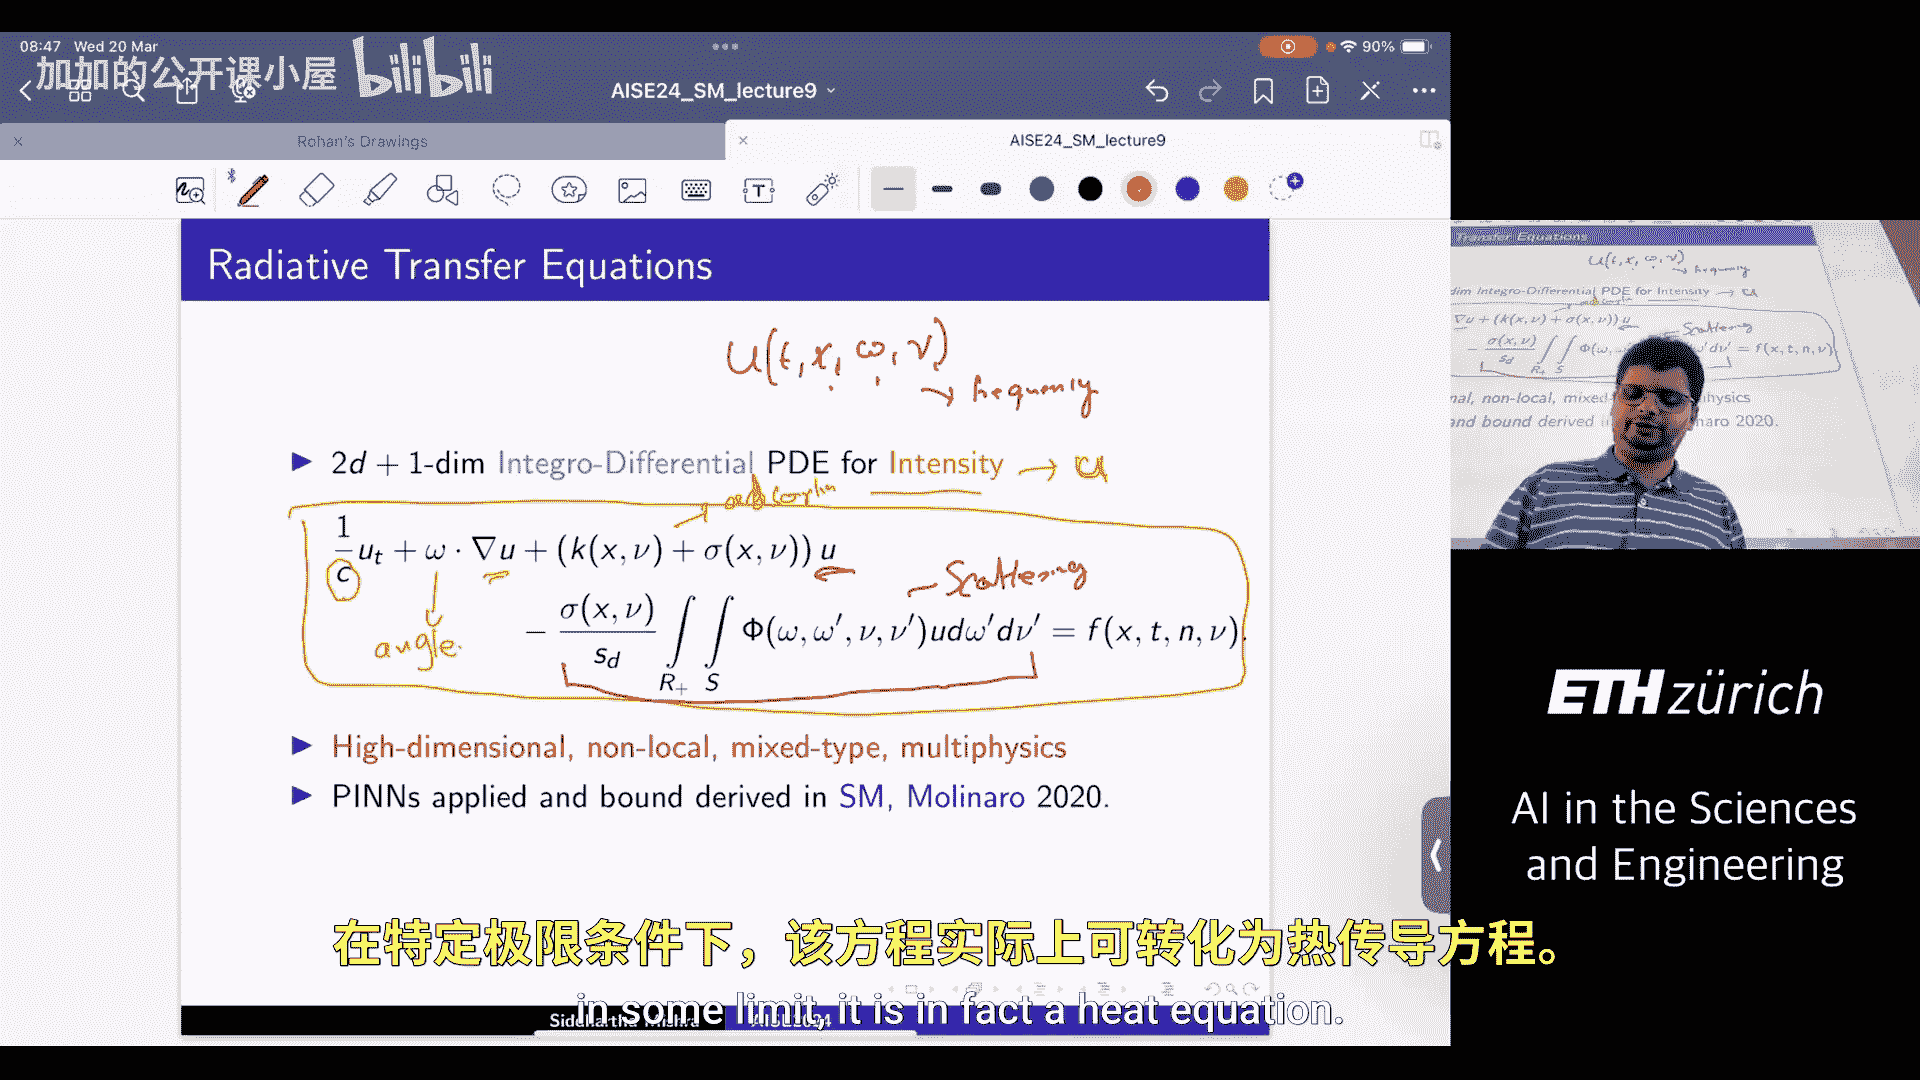 08:47 Wed 20 Mar
90%
加加的公开课小屋 bilibili
AISE24_SM_lecture9
Rohan's Drawings
AISE24_SM_lecture9
Radiative Transfer Equations
u(t, x, ω, ν)
→ frequency
2d + 1-dim Integro-Differential PDE for Intensity → u
1/c u_t + ω · ∇u + (k(x, ν) + σ(x, ν)) u
Scattering
angle
− σ(x, ν)/s_d ∫_{R_+} ∫_S Φ(ω, ω′, ν, ν′)udω′dν′ = f(x, t, n, ν).
High-dimensional, non-local, mixed-type, multiphysics
PINNs applied and bound derived in SM, Molinaro 2020.
ETH zürich
AI in the Sciences
and Engineering
在特定极限条件下，该方程实际上可转化为热传导方程。
in some limit, it is in fact a heat equation.
Siddhartha Mishra AISE2024